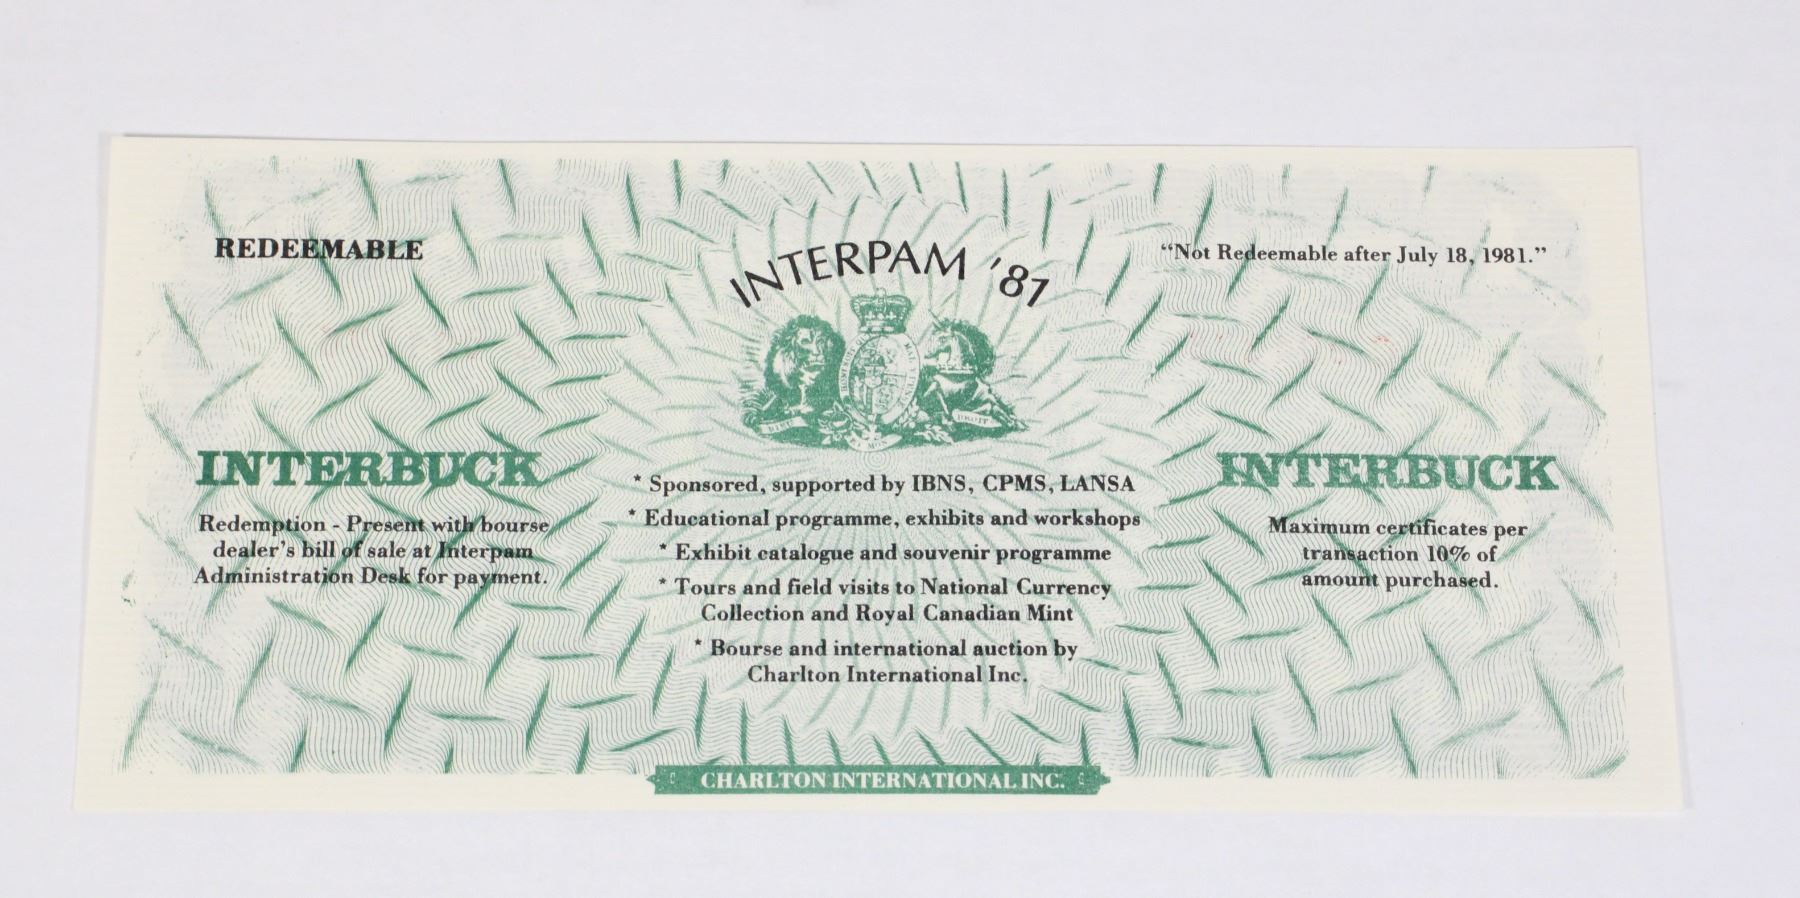 REDEEMABLE
INTERPAM '81
“Not Redeemable after July 18, 1981.”
INTERBUCK
Redemption - Present with bourse
dealer's bill of sale at Interpam
Administration Desk for payment.
* Sponsored, supported by IBNS, CPMS, LANSA
* Educational programme, exhibits and workshops
* Exhibit catalogue and souvenir programme
* Tours and field visits to National Currency
Collection and Royal Canadian Mint
* Bourse and international auction by
Charlton International Inc.
INTERBUCK
Maximum certificates per
transaction 10% of
amount purchased.
CHARLTON INTERNATIONAL INC.